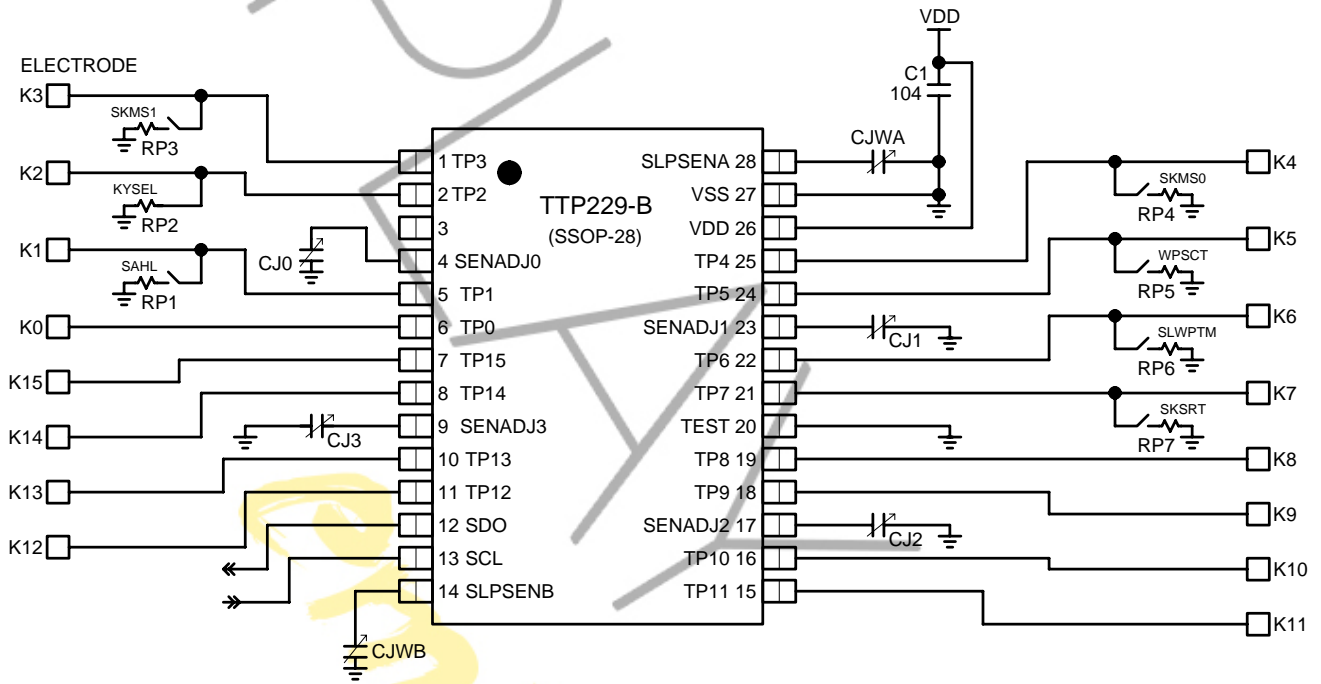 VDD
ELECTRODE
C1
104
K3
SKMS1
RP3
CJWA
1 TP3
SLPSENA 28
K4
K2
KYSEL
RP2
2 TP2
TTP229-B
(SSOP-28)
VSS 27
SKMS0
RP4
3
VDD 26
K1
SAHL
RP1
CJ0
4 SENADJ0
TP4 25
K5
WPSCT
RP5
5 TP1
TP5 24
K0
6 TP0
SENADJ1 23
CJ1
K6
SLWPTM
RP6
K15
7 TP15
TP6 22
K14
8 TP14
TP7 21
K7
SKSRT
RP7
CJ3
9 SENADJ3
TEST 20
K13
10 TP13
TP8 19
K8
K12
11 TP12
TP9 18
K9
12 SDO
SENADJ2 17
CJ2
13 SCL
TP10 16
K10
14 SLPSENB
TP11 15
K11
CJWB